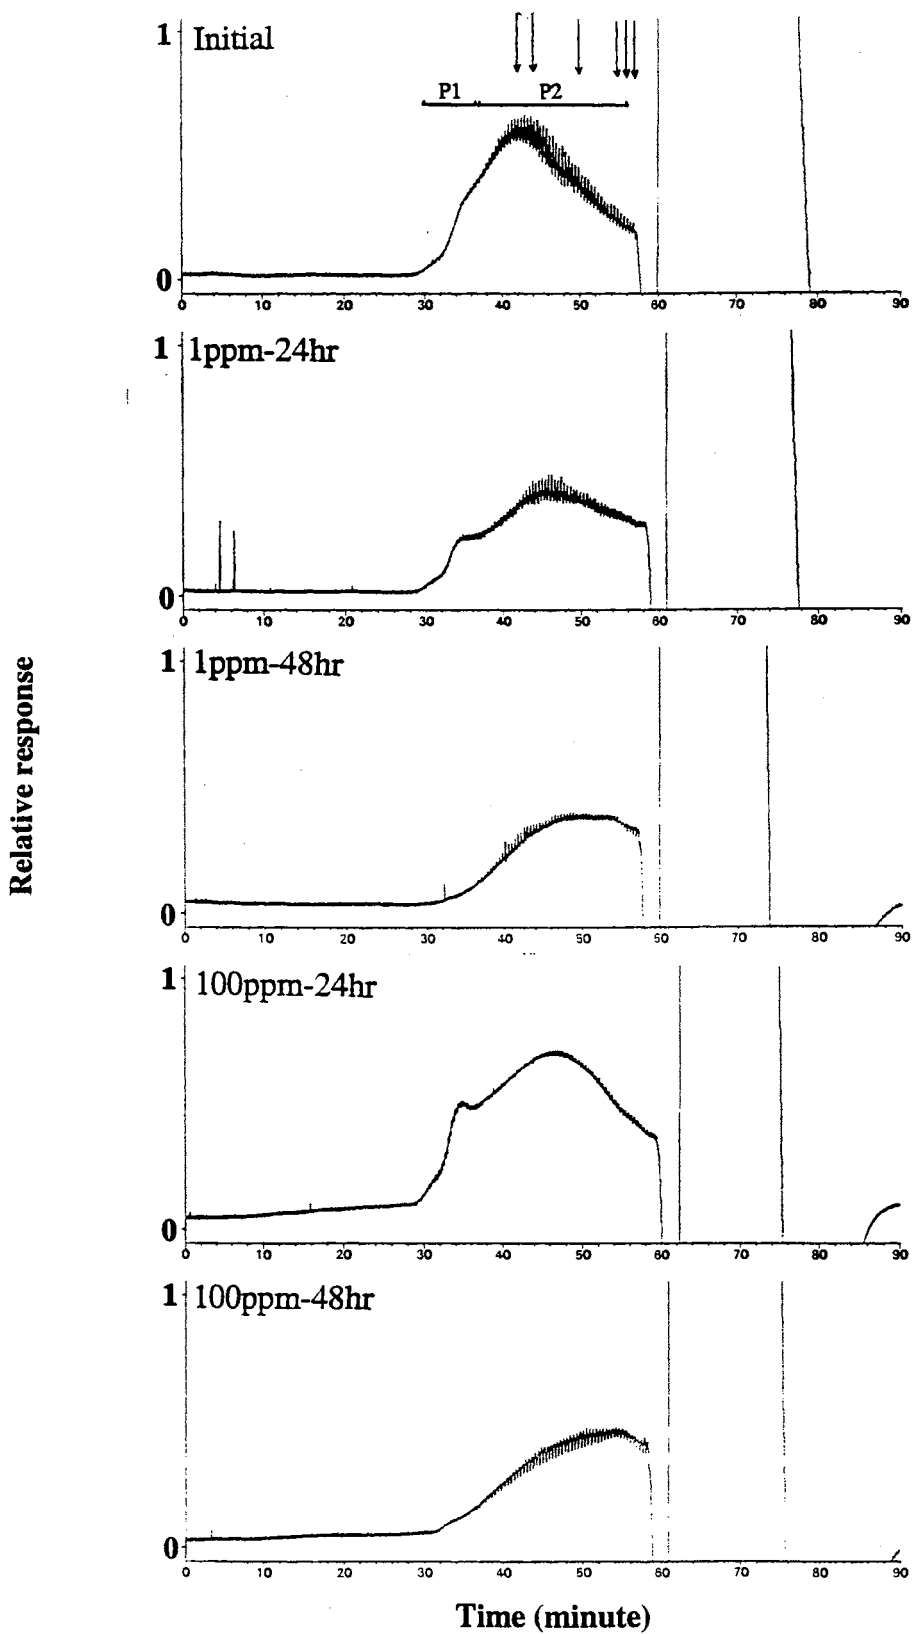 1 Initial
P1 P2
0
0 10 20 30 40 50 60 70 80 90
1 1ppm-24hr
0
0 10 20 30 40 50 60 70 80 90
1 1ppm-48hr
Relative response
0
0 10 20 30 40 50 60 70 80 90
1 100ppm-24hr
0
0 10 20 30 40 50 60 70 80 90
1 100ppm-48hr
0
0 10 20 30 40 50 60 70 80 90
Time (minute)